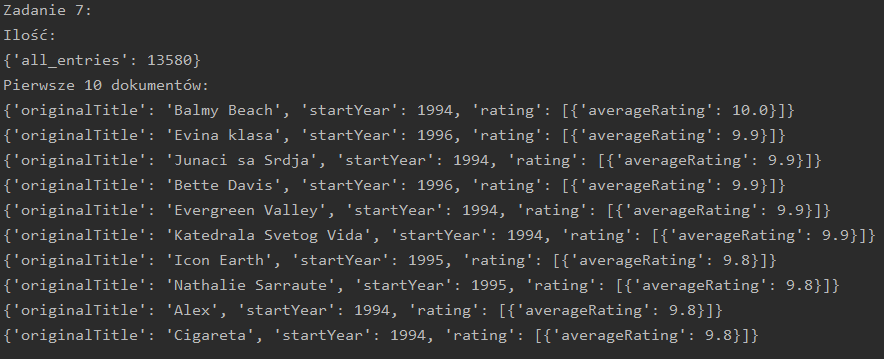 Zadanie 7:
Ilość:
{'all_entries': 13580}
Pierwsze 10 dokumentów:
{'originalTitle': 'Balmy Beach', 'startYear': 1994, 'rating': [{'averageRating': 10.0}]}
{'originalTitle': 'Evina klasa', 'startYear': 1996, 'rating': [{'averageRating': 9.9}]}
{'originalTitle': 'Junaci sa Srdja', 'startYear': 1994, 'rating': [{'averageRating': 9.9}]}
{'originalTitle': 'Bette Davis', 'startYear': 1996, 'rating': [{'averageRating': 9.9}]}
{'originalTitle': 'Evergreen Valley', 'startYear': 1994, 'rating': [{'averageRating': 9.9}]}
{'originalTitle': 'Katedrala Svetog Vida', 'startYear': 1994, 'rating': [{'averageRating': 9.9}]}
{'originalTitle': 'Icon Earth', 'startYear': 1995, 'rating': [{'averageRating': 9.8}]}
{'originalTitle': 'Nathalie Sarraute', 'startYear': 1995, 'rating': [{'averageRating': 9.8}]}
{'originalTitle': 'Alex', 'startYear': 1994, 'rating': [{'averageRating': 9.8}]}
{'originalTitle': 'Cigareta', 'startYear': 1994, 'rating': [{'averageRating': 9.8}]}